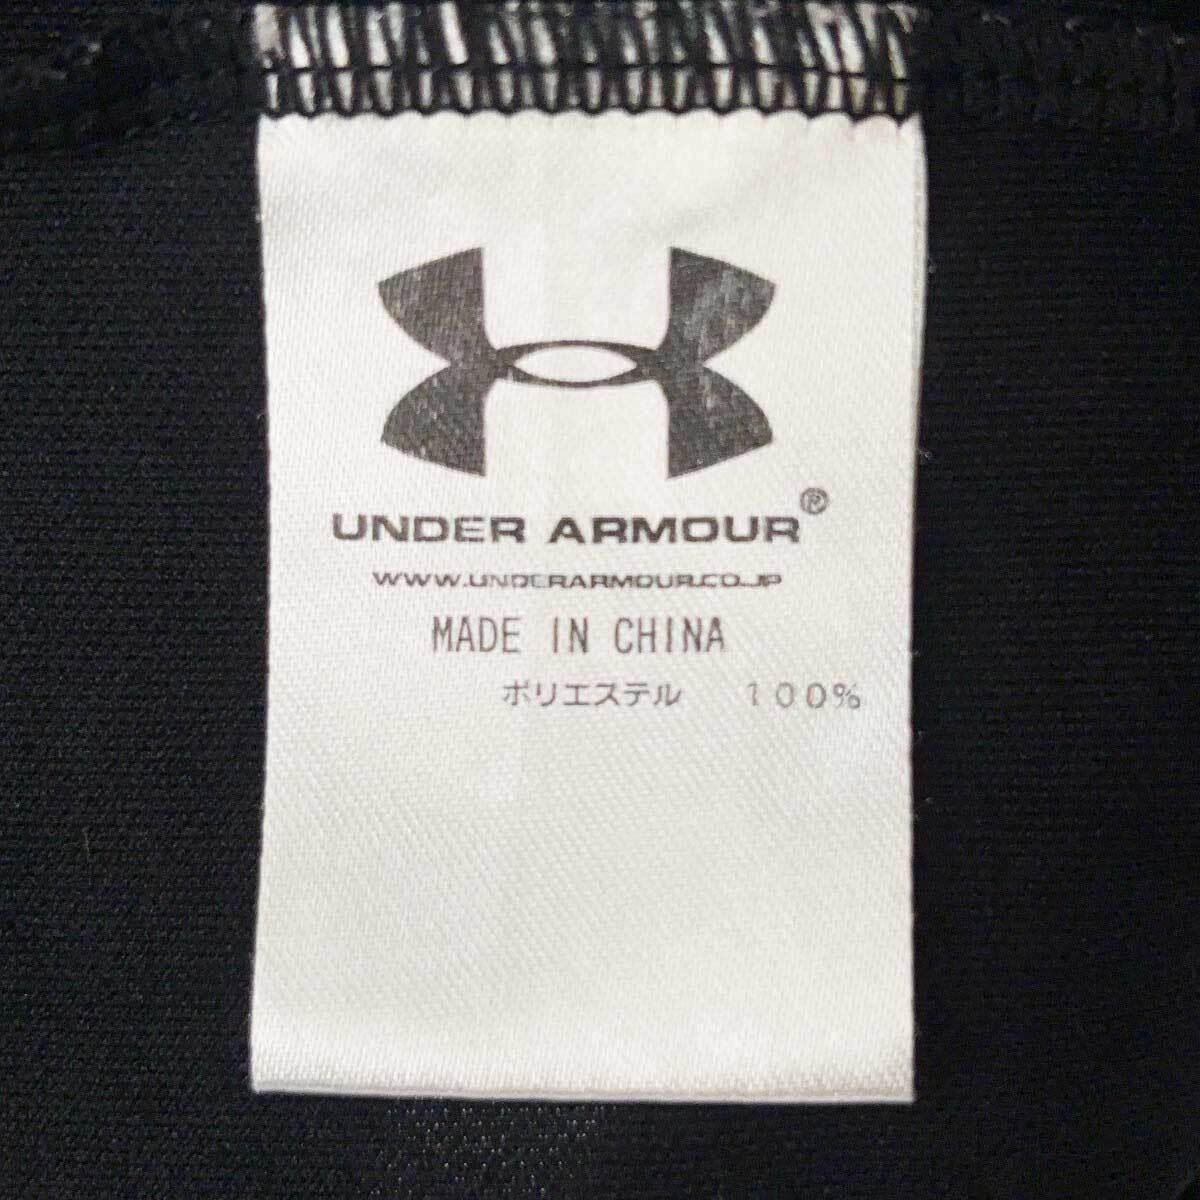 UNDER ARMOUR®
WWW.UNDERARMOUR.CO.JP
MADE IN CHINA
ポリエステル　１００％